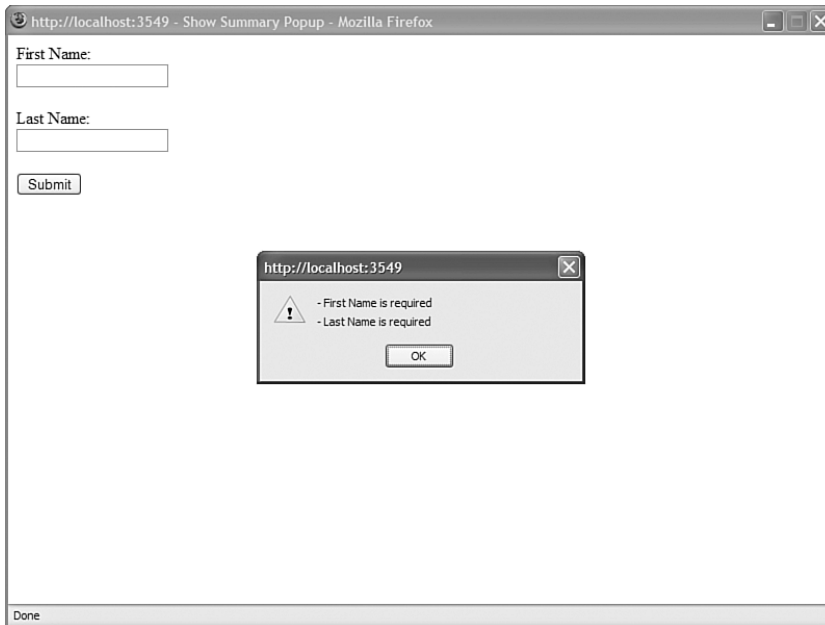 http://localhost:3549 - Show Summary Popup - Mozilla Firefox
First Name:
Last Name:
Submit
http://localhost:3549
- First Name is required
- Last Name is required
OK
Done